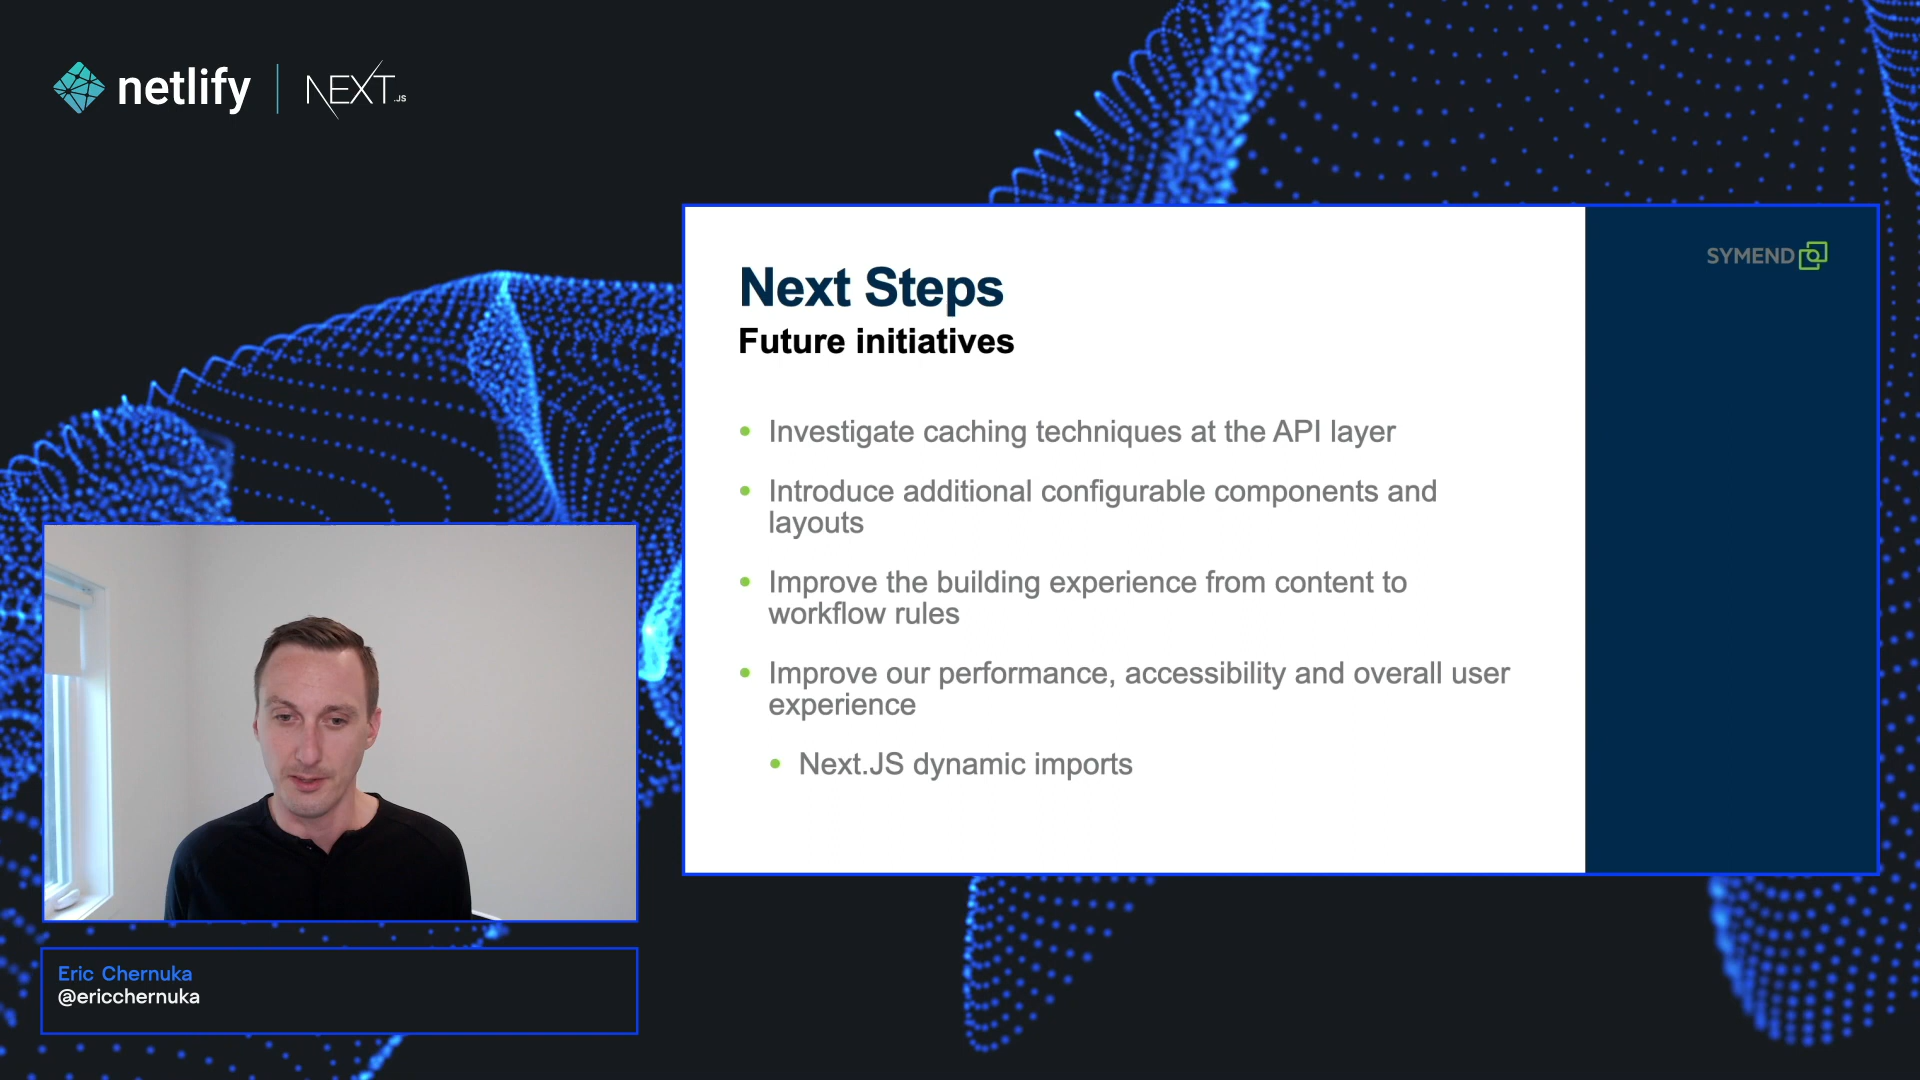 netlify
NEXT.JS
SYMEND
Next Steps
Future initiatives
• Investigate caching techniques at the API layer
• Introduce additional configurable components and
layouts
• Improve the building experience from content to
workflow rules
• Improve our performance, accessibility and overall user
experience
• Next.JS dynamic imports
Eric Chernuka
@ericchernuka